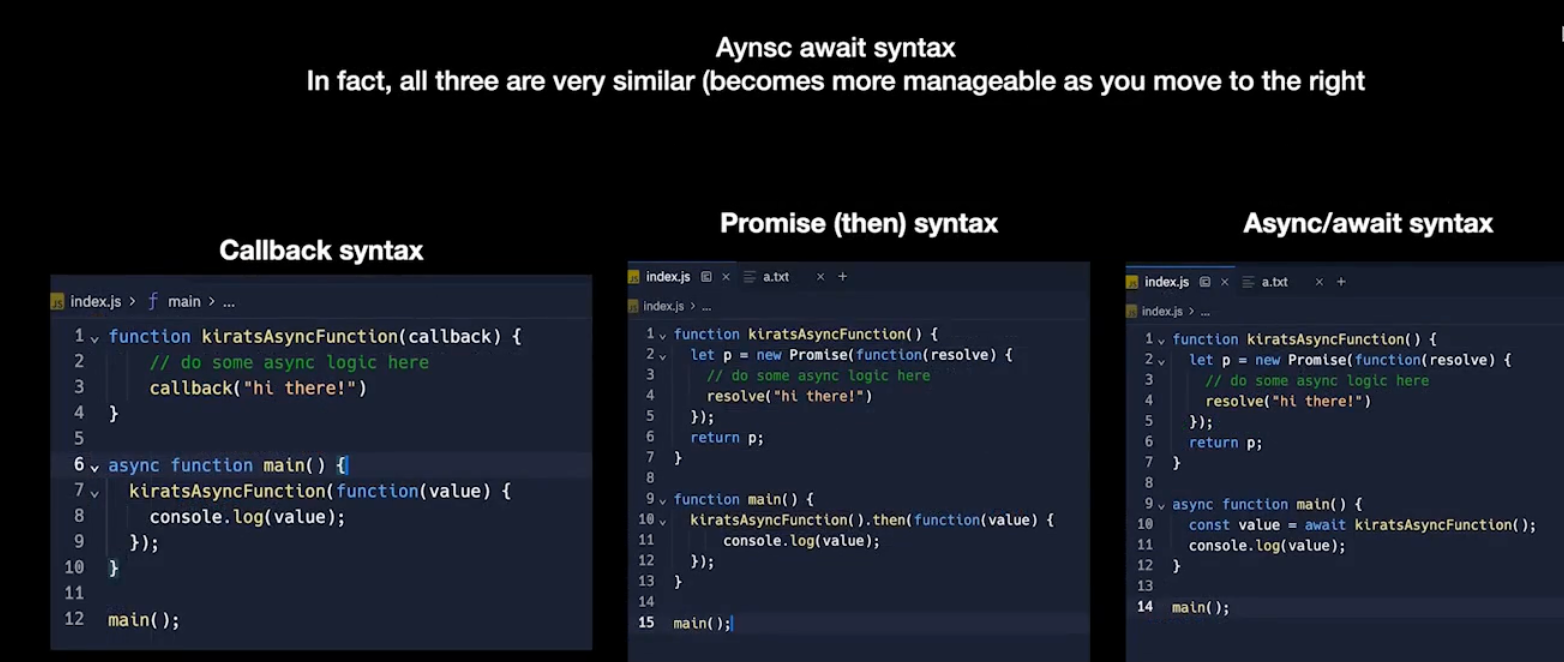 Aynsc await syntax
In fact, all three are very similar (becomes more manageable as you move to the right
Callback syntax
JS index.js > ƒ main > ...
1 function kiratsAsyncFunction(callback) {
2 // do some async logic here
3 callback("hi there!")
4 }
5
6 async function main() {
7 kiratsAsyncFunction(function(value) {
8 console.log(value);
9 });
10 }
11
12 main();
Promise (then) syntax
JS index.js × a.txt × +
JS index.js > ...
1 function kiratsAsyncFunction() {
2 let p = new Promise(function(resolve) {
3 // do some async logic here
4 resolve("hi there!")
5 });
6 return p;
7 }
8
9 function main() {
10 kiratsAsyncFunction().then(function(value) {
11 console.log(value);
12 });
13 }
14
15 main();
Async/await syntax
JS index.js × a.txt × +
JS index.js > ...
1 function kiratsAsyncFunction() {
2 let p = new Promise(function(resolve) {
3 // do some async logic here
4 resolve("hi there!")
5 });
6 return p;
7 }
8
9 async function main() {
10 const value = await kiratsAsyncFunction();
11 console.log(value);
12 }
13
14 main();